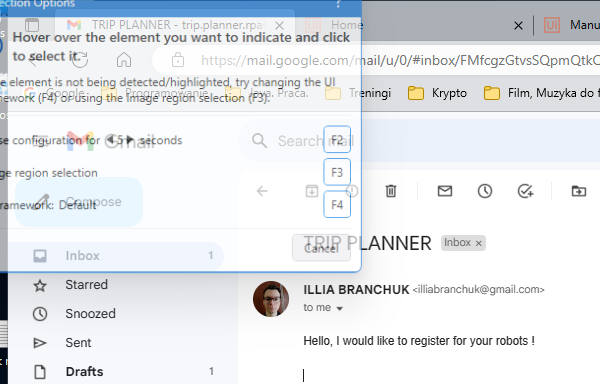 ection Options
?
TRIP PLANNER - trip.planner.rpa
Home
Manu
Hover over the element you want to indicate and click
to select it.
https://mail.google.com/mail/u/0/#inbox/FMfcgzGtvsSQpmQtkC
e element is not being detected/highlighted, try changing the UI
mework (F4) or using the image region selection (F3).
Google
Programowanie
Java. Praca.
Treningi
Krypto
Film, Muzyka do f
se configuration for 5 seconds
F2
Gmail
Search mail
ge region selection
F3
ramework: Default
F4
Compose
TRIP PLANNER
Inbox x
Cancel
Inbox
1
Starred
ILLIA BRANCHUK <illiabranchuk@gmail.com>
Snoozed
to me
Sent
Hello, I would like to register for your robots !
Drafts
1